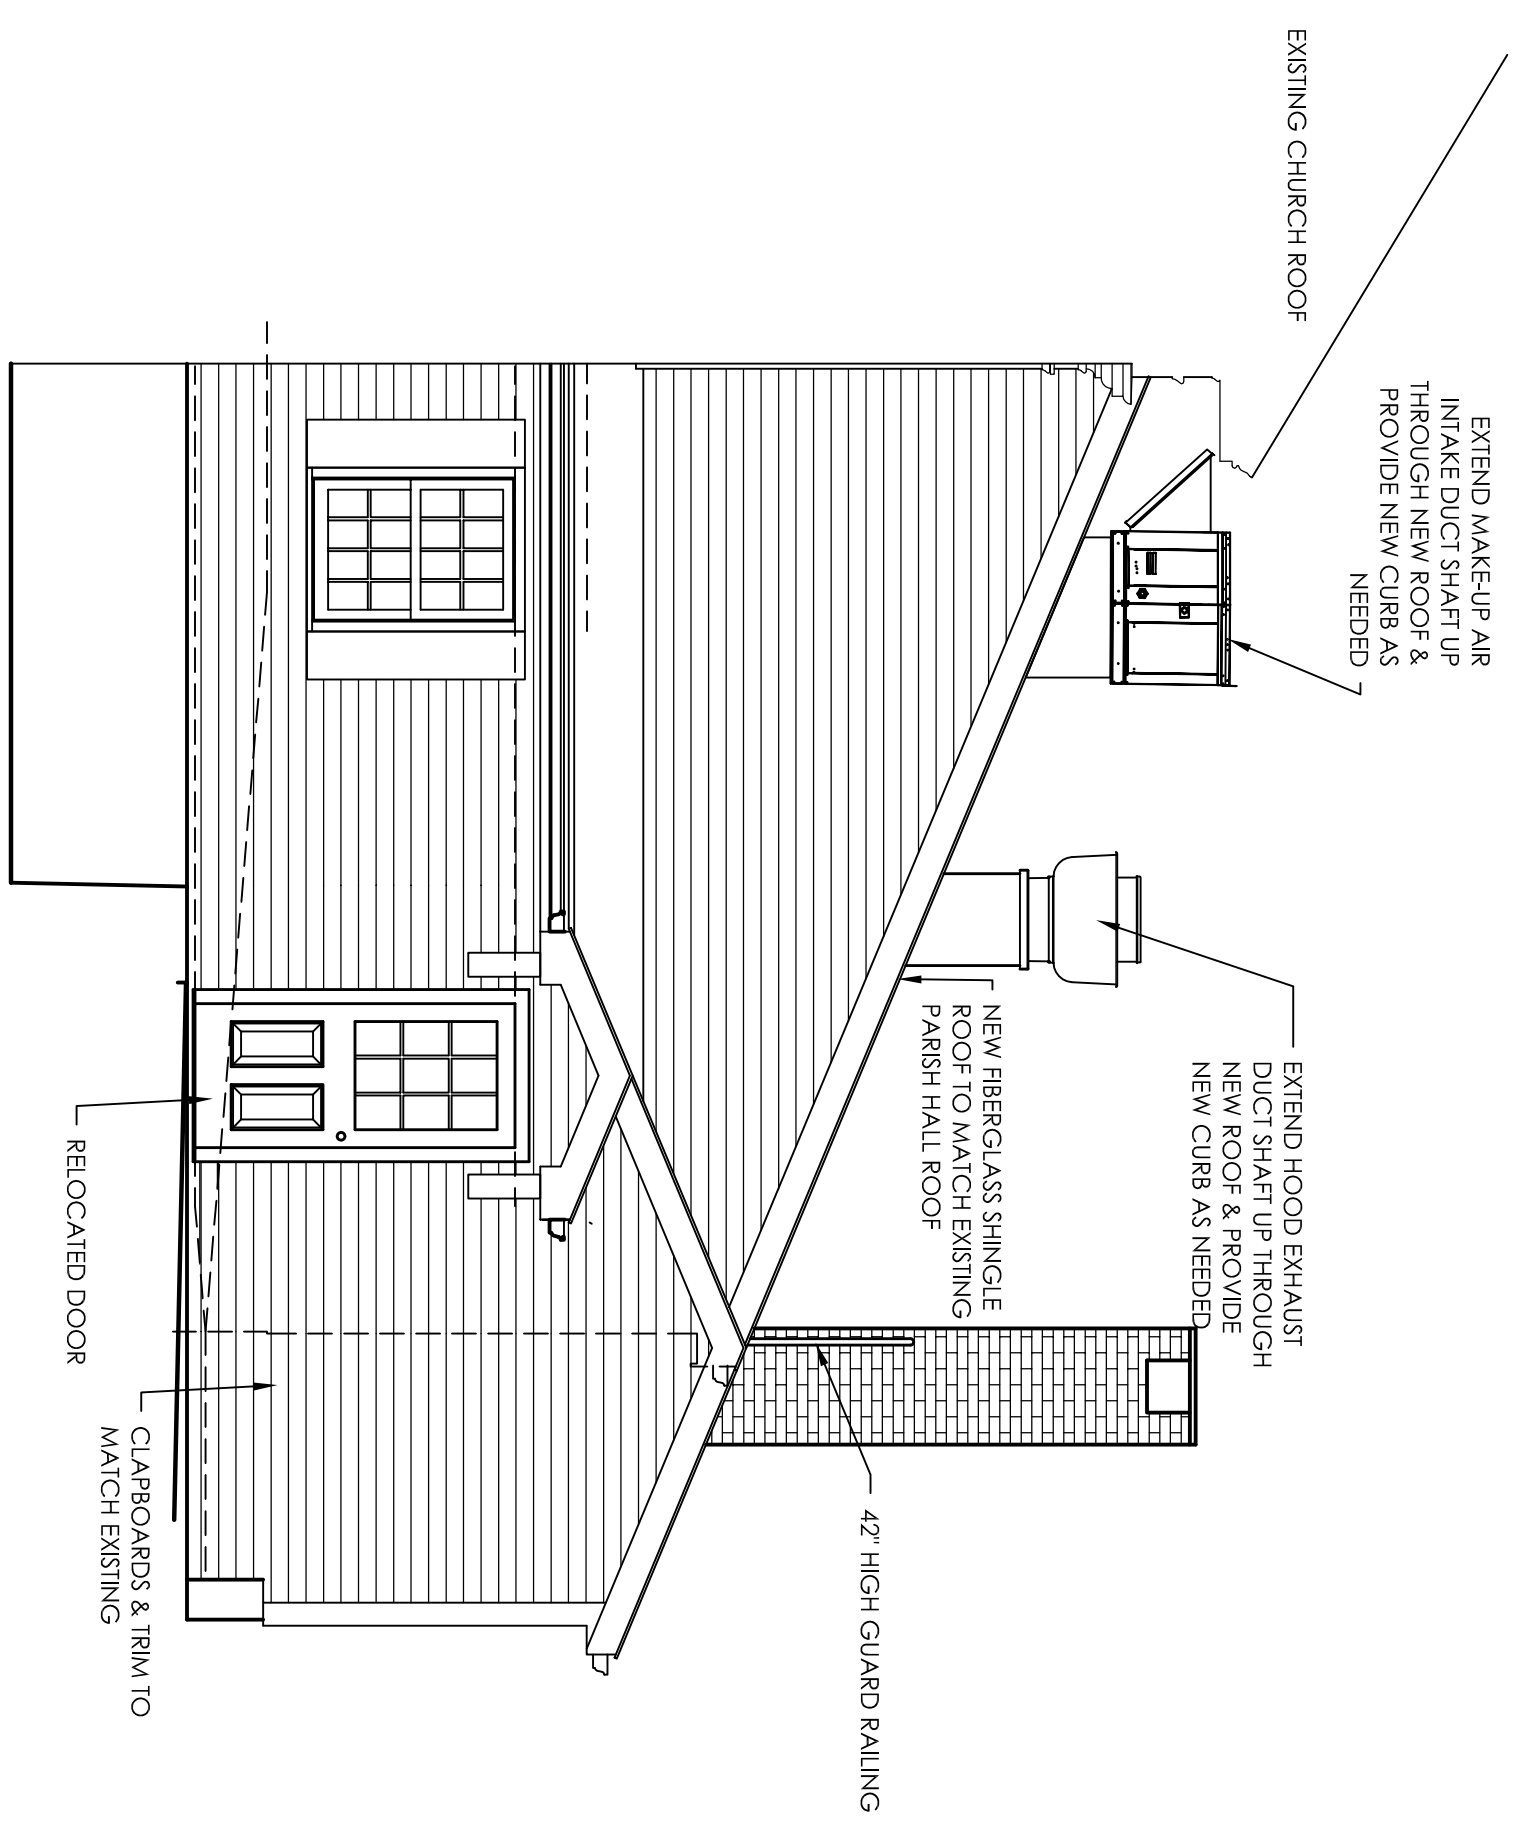 EXISTING CHURCH ROOF
EXTEND MAKE-UP AIR
INTAKE DUCT SHAFT UP
THROUGH NEW ROOF &
PROVIDE NEW CURB AS
NEEDED
EXTEND HOOD EXHAUST
DUCT SHAFT UP THROUGH
NEW ROOF & PROVIDE
NEW CURB AS NEEDED
NEW FIBERGLASS SHINGLE
ROOF TO MATCH EXISTING
PARISH HALL ROOF
42" HIGH GUARD RAILING
RELOCATED DOOR
CLAPBOARDS & TRIM TO
MATCH EXISTING